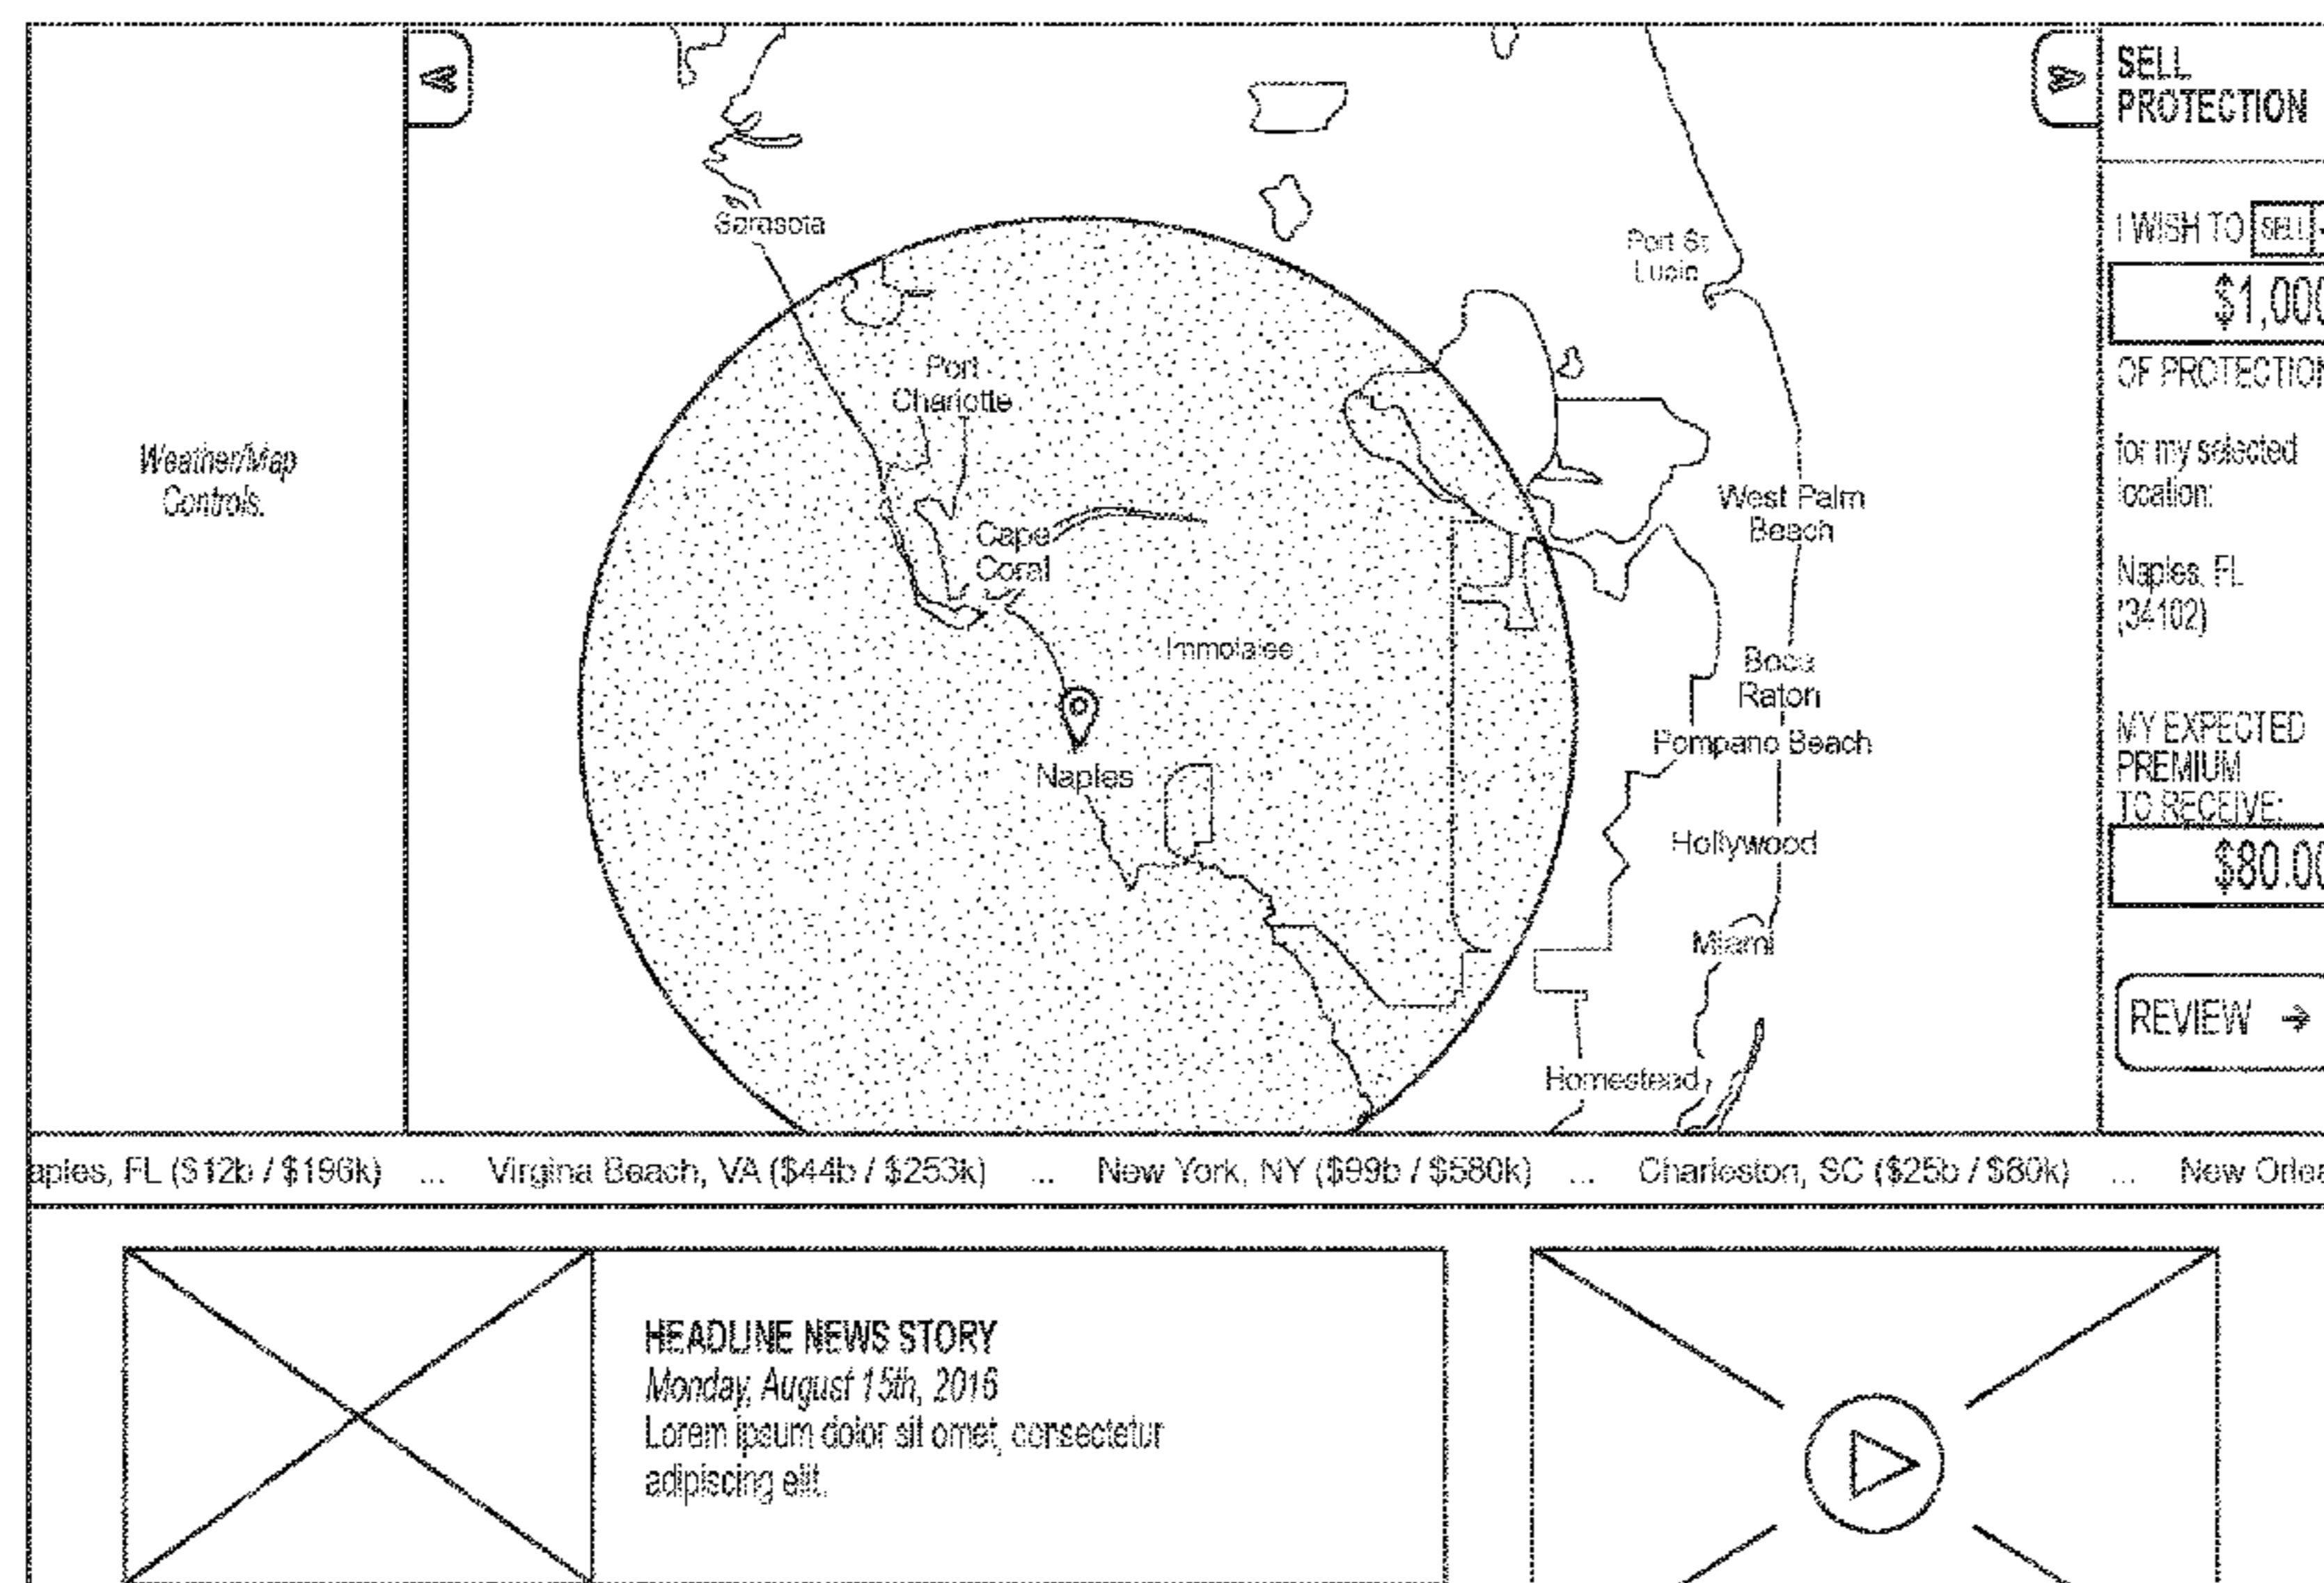 SELL
PROTECTION
I WISH TO SELL
$1,000
OF PROTECTION
for my selected
location:
Naples, FL
(34102)
MY EXPECTED
PREMIUM
TO RECEIVE:
$80.00
REVIEW →
Weather/Map
Controls.
Sarasota
Port St
Lucie
Port
Charlotte
Cape
Coral
West Palm
Beach
Immolalee
Boca
Raton
Pompano Beach
Naples
Hollywood
Miami
Homestead
aples, FL ($12b / $196k) ... Virgina Beach, VA ($44b / $253k) ... New York, NY ($99b / $580k) ... Charleston, SC ($25b / $80k) ... New Orlea
HEADLINE NEWS STORY
Monday, August 15th, 2016
Lorem ipsum dolor sit omet, consectetur
adipiscing elit.